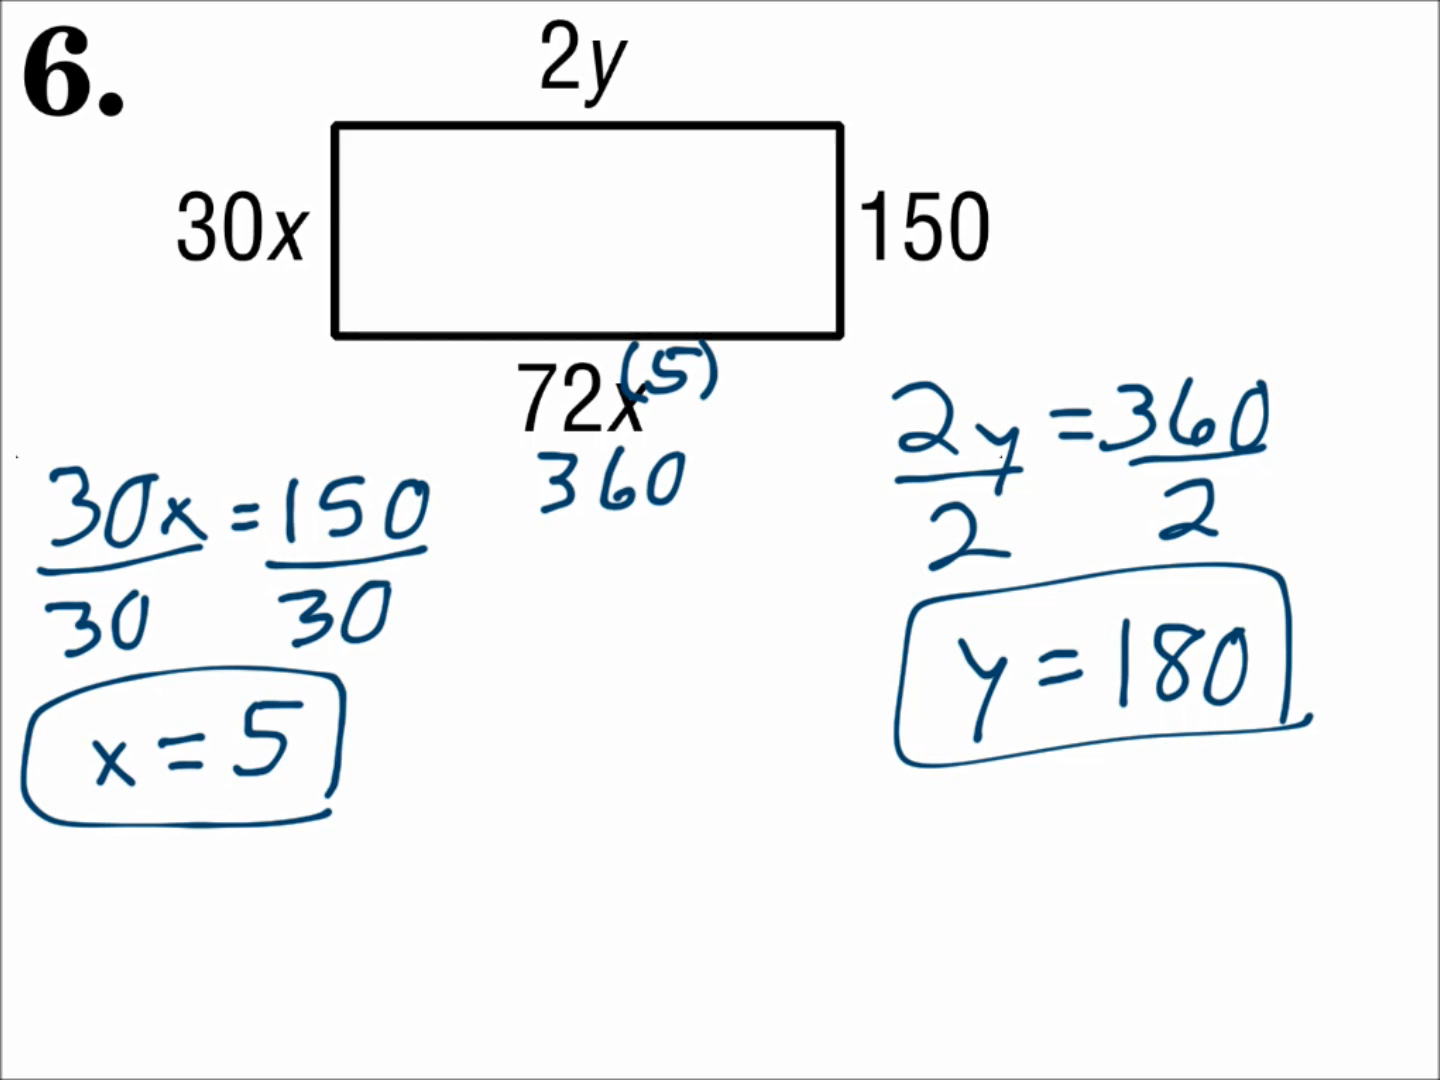 6.
2y
30x
150
72x(5)
360
30x = 150
30 30
x = 5
2y = 360
2 2
y = 180